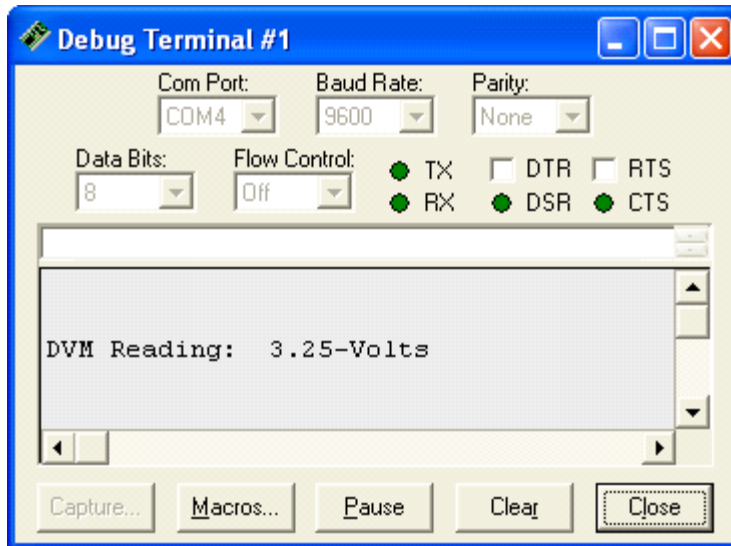 Debug Terminal #1
Com Port: Baud Rate: Parity:
COM4 9600 None
Data Bits: Flow Control: TX DTR RTS
8 Off RX DSR CTS
DVM Reading:  3.25-Volts
Capture... Macros... Pause Clear Close